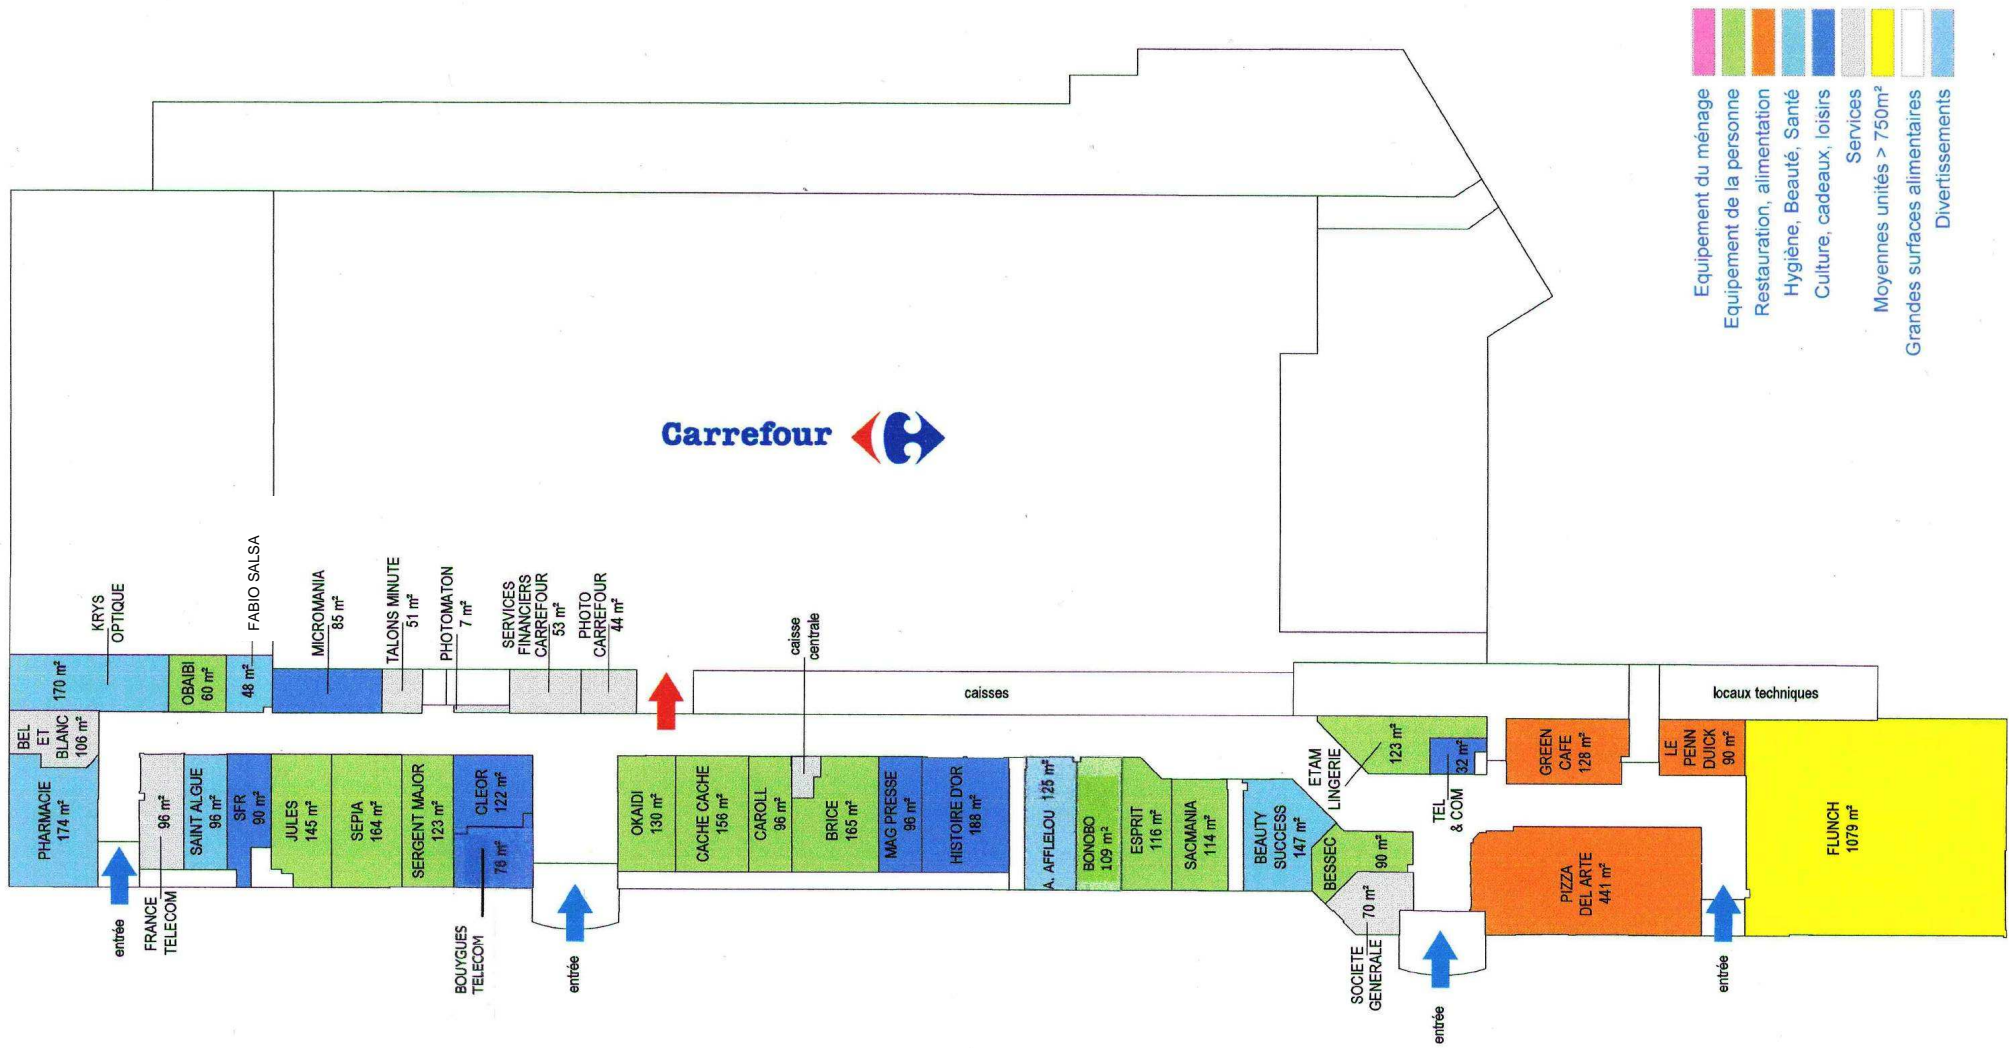 Equipement du ménage
Equipement de la personne
Restauration, alimentation
Hygiène, Beauté, Santé
Culture, cadeaux, loisirs
Services
Moyennes unités > 750m²
Grandes surfaces alimentaires
Divertissements
Carrefour
KRYS
OPTIQUE
170 m²
OBAIBI
60 m²
FABIO SALSA
48 m²
MICROMANIA
85 m²
TALONS MINUTE
51 m²
PHOTOMATON
7 m²
SERVICES
FINANCIERS
CARREFOUR
53 m²
PHOTO
CARREFOUR
44 m²
caisse
centrale
caisses
locaux techniques
BEL
ET
BLANC
106 m²
PHARMACIE
174 m²
entrée
FRANCE
TELECOM
96 m²
SAINT ALGUE
96 m²
SFR
90 m²
JULES
145 m²
SEPIA
164 m²
SERGENT MAJOR
123 m²
CLEOR
122 m²
BOUYGUES
TELECOM
76 m²
entrée
OKAIDI
130 m²
CACHE CACHE
156 m²
CAROLL
96 m²
BRICE
165 m²
MAG PRESSE
96 m²
HISTOIRE D'OR
188 m²
A. AFFLELOU 125 m²
BONOBO
109 m²
ESPRIT
116 m²
SACMANIA
114 m²
BEAUTY
SUCCESS
147 m²
ETAM
LINGERIE
123 m²
BESSEC
90 m²
SOCIETE
GENERALE
70 m²
TEL
& COM
32 m²
entrée
GREEN
CAFE
128 m²
PIZZA
DEL ARTE
441 m²
LE
PENN
DUICK
90 m²
entrée
FLUNCH
1079 m²